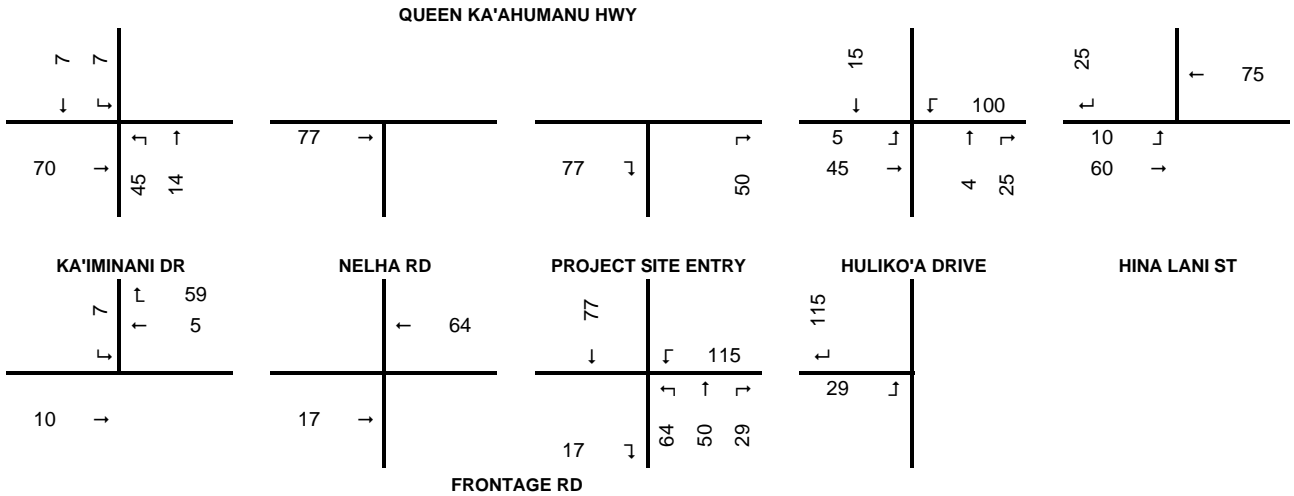 QUEEN KA'AHUMANU HWY
7 7 15 25
↓ ↳ ↓ ↵ ← 75
↰ ↑ 77 → ↱ 5 ⤴ ↰ 100 10 ⤴
70 → 45 14 77 ↴ 50 45 → ↑ ↱ 4 25 60 →
KA'IMINANI DR NELHA RD PROJECT SITE ENTRY HULIKO'A DRIVE HINA LANI ST
7 ↱ 59 77 115
← 5 ← 64
↳ ↓ ↰ 115 ↵
10 → 17 → ↰ ↑ ↱ 29 ⤴
17 ↴ 64 50 29
FRONTAGE RD